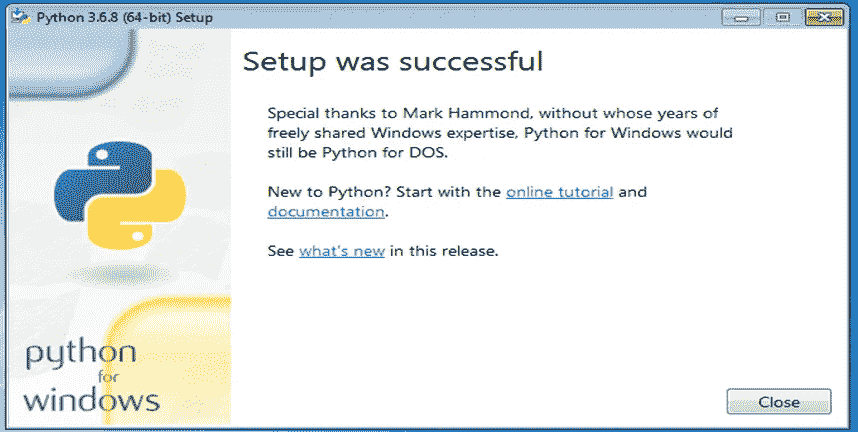 Python 3.6.8 (64-bit) Setup
Setup was successful
Special thanks to Mark Hammond, without whose years of
freely shared Windows expertise, Python for Windows would
still be Python for DOS.
New to Python? Start with the online tutorial and
documentation.
See what's new in this release.
python
for
windows
Close